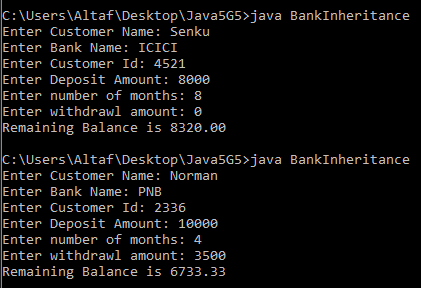 C:\Users\Altaf\Desktop\Java5G5>java BankInheritance
Enter Customer Name: Senku
Enter Bank Name: ICICI
Enter Customer Id: 4521
Enter Deposit Amount: 8000
Enter number of months: 8
Enter withdrawl amount: 0
Remaining Balance is 8320.00
C:\Users\Altaf\Desktop\Java5G5>java BankInheritance
Enter Customer Name: Norman
Enter Bank Name: PNB
Enter Customer Id: 2336
Enter Deposit Amount: 10000
Enter number of months: 4
Enter withdrawl amount: 3500
Remaining Balance is 6733.33